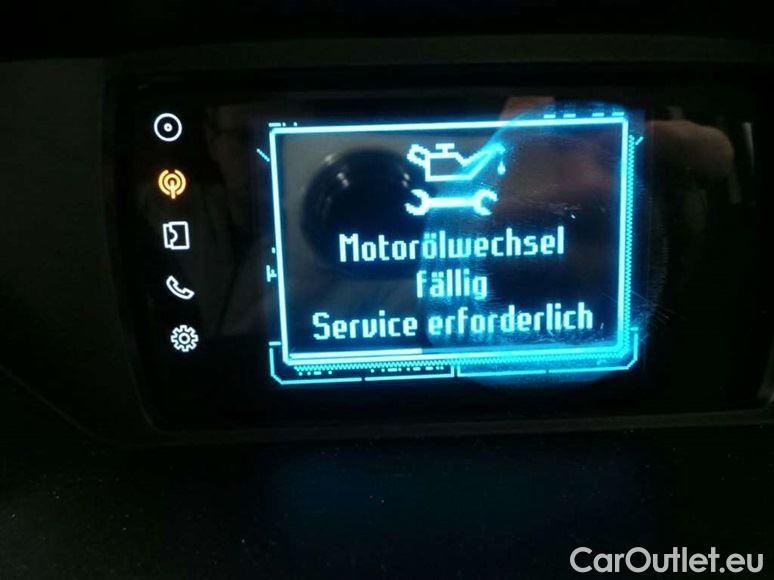 Motorölwechsel
fällig
Service erforderlich
CarOutlet.eu